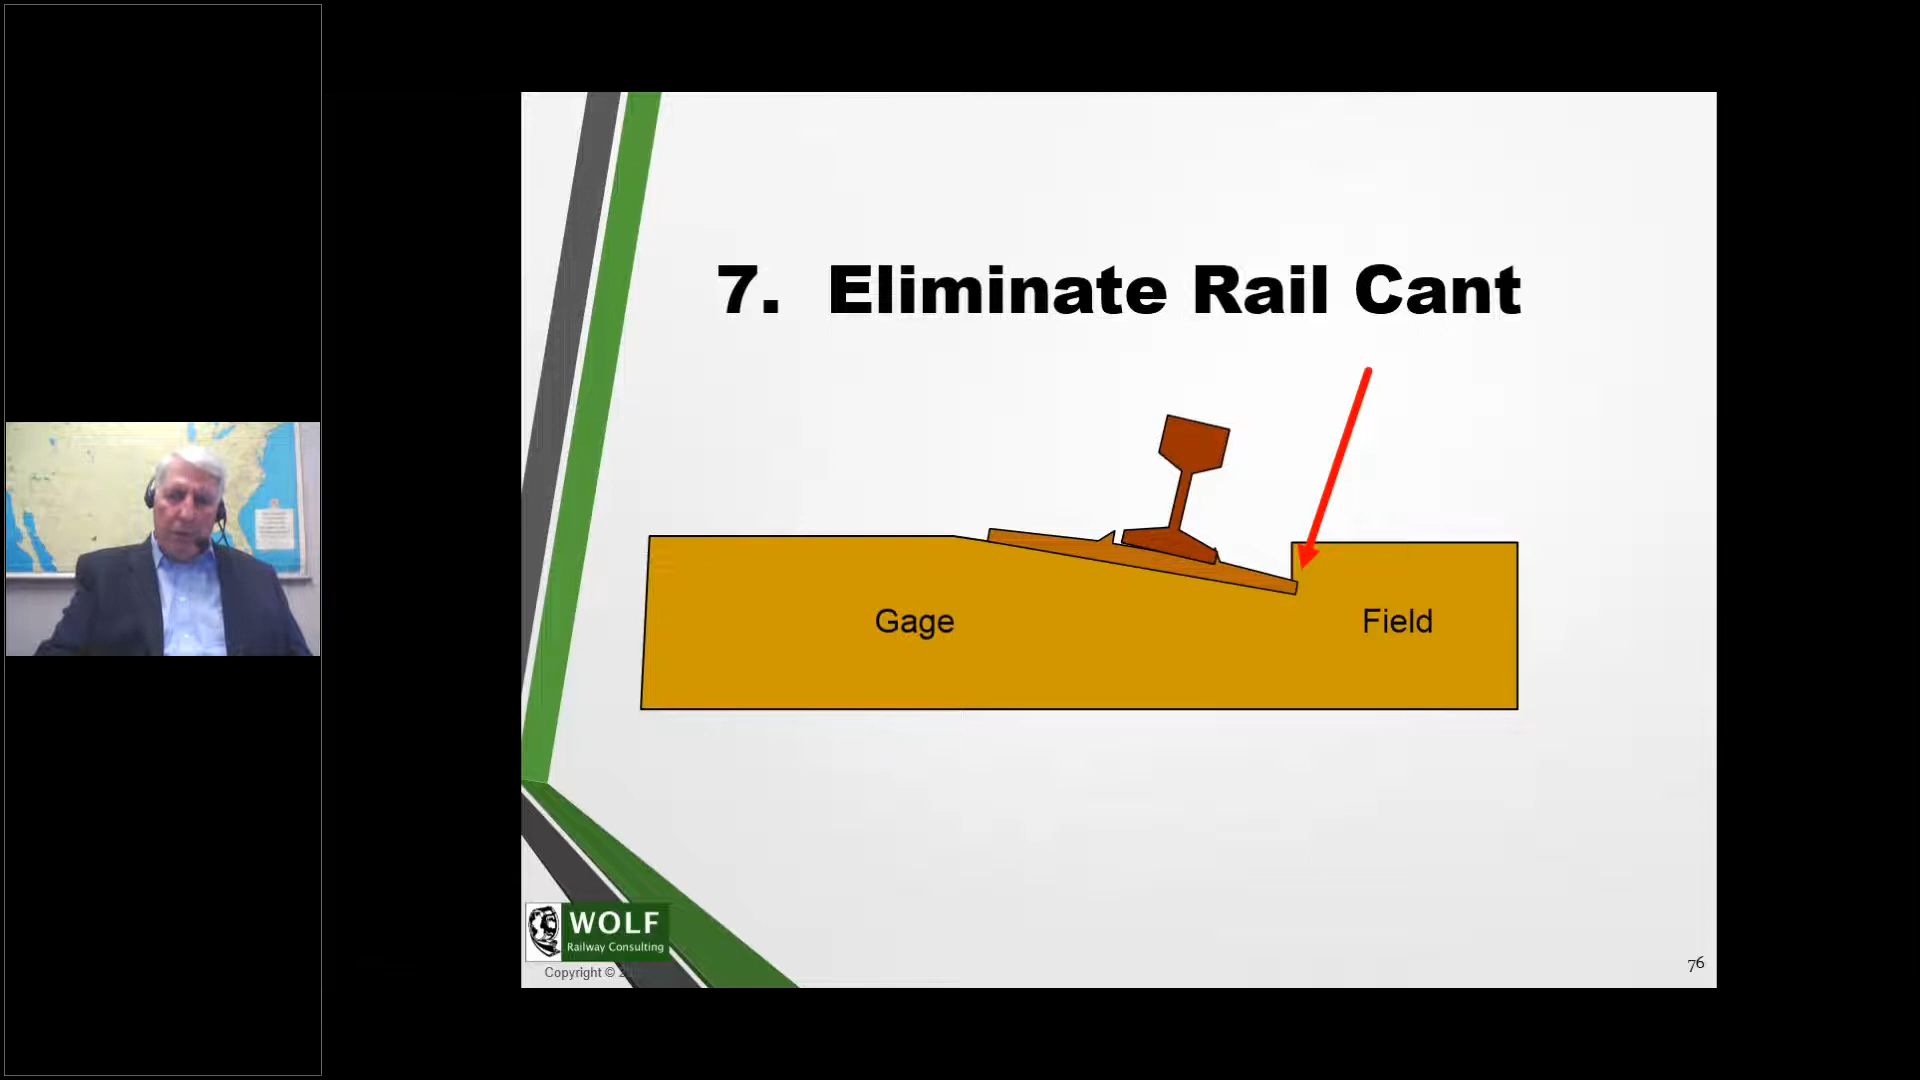 7. Eliminate Rail Cant
Gage
Field
WOLF
Railway Consulting
Copyright ©
76